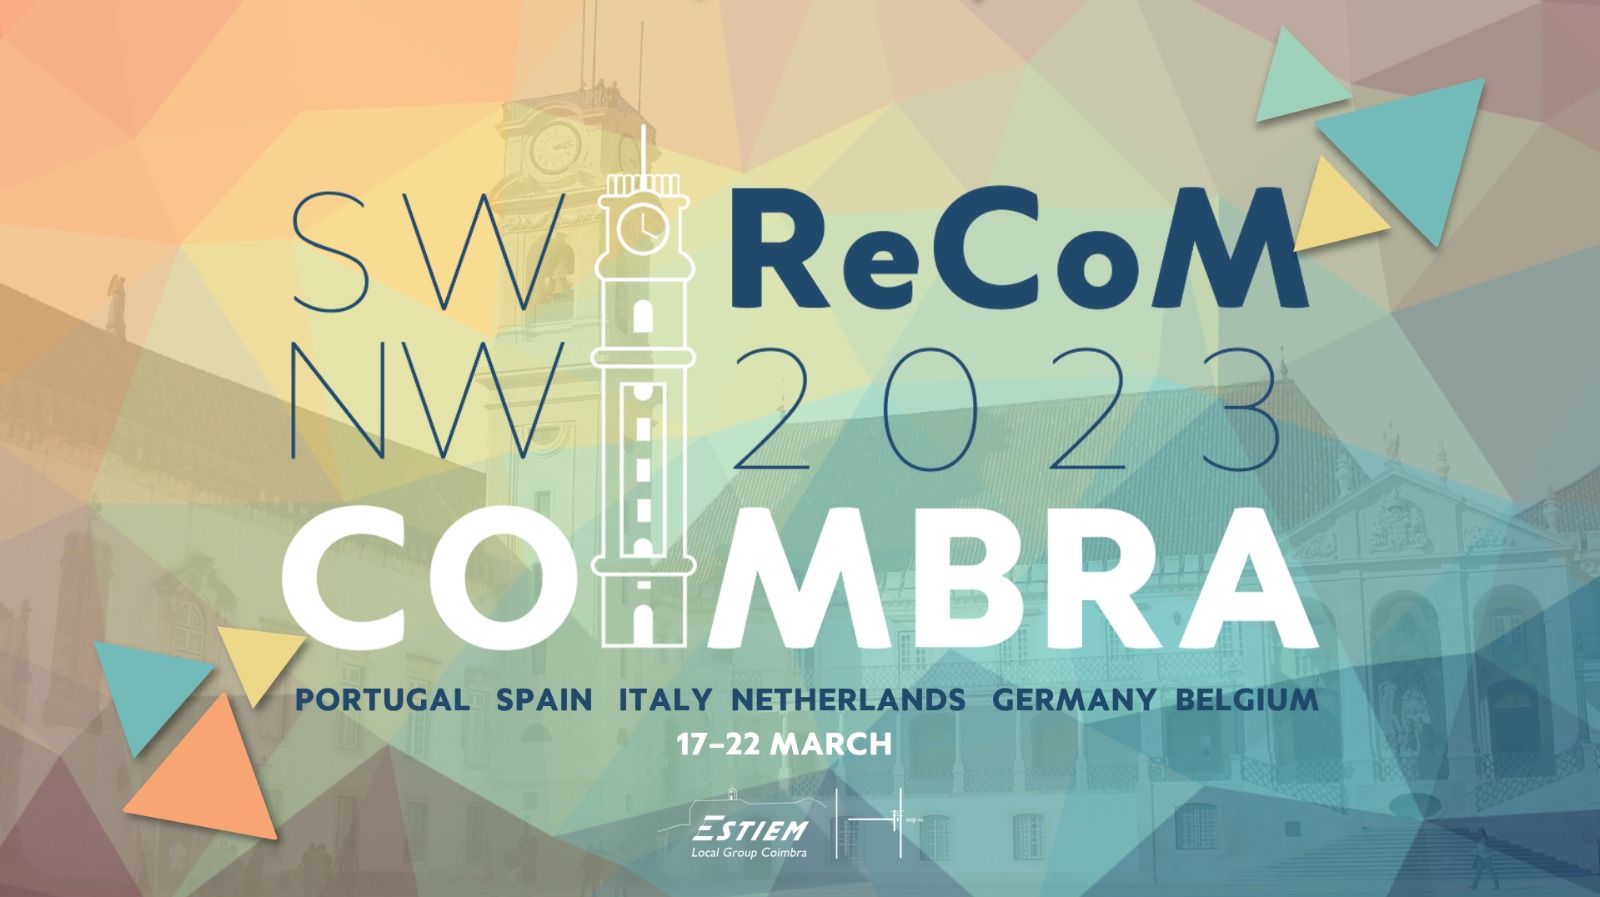 SW ReCoM
NW 2023
COIMBRA
PORTUGAL SPAIN ITALY NETHERLANDS GERMANY BELGIUM
17–22 MARCH
ESTIEM
Local Group Coimbra